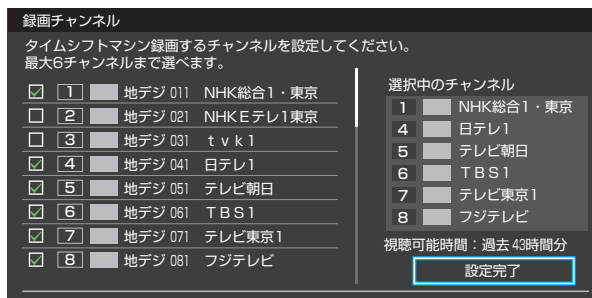 録画チャンネル
タイムシフトマシン録画するチャンネルを設定してください。
最大6チャンネルまで選べます。
1 地デジ 011 NHK総合1・東京
2 地デジ 021 NHKEテレ1東京
3 地デジ 031 ｔｖｋ1
4 地デジ 041 日テレ1
5 地デジ 051 テレビ朝日
6 地デジ 061 ＴＢＳ1
7 地デジ 071 テレビ東京1
8 地デジ 081 フジテレビ
選択中のチャンネル
1 NHK総合1・東京
4 日テレ1
5 テレビ朝日
6 ＴＢＳ1
7 テレビ東京1
8 フジテレビ
視聴可能時間：過去 43時間分
設定完了